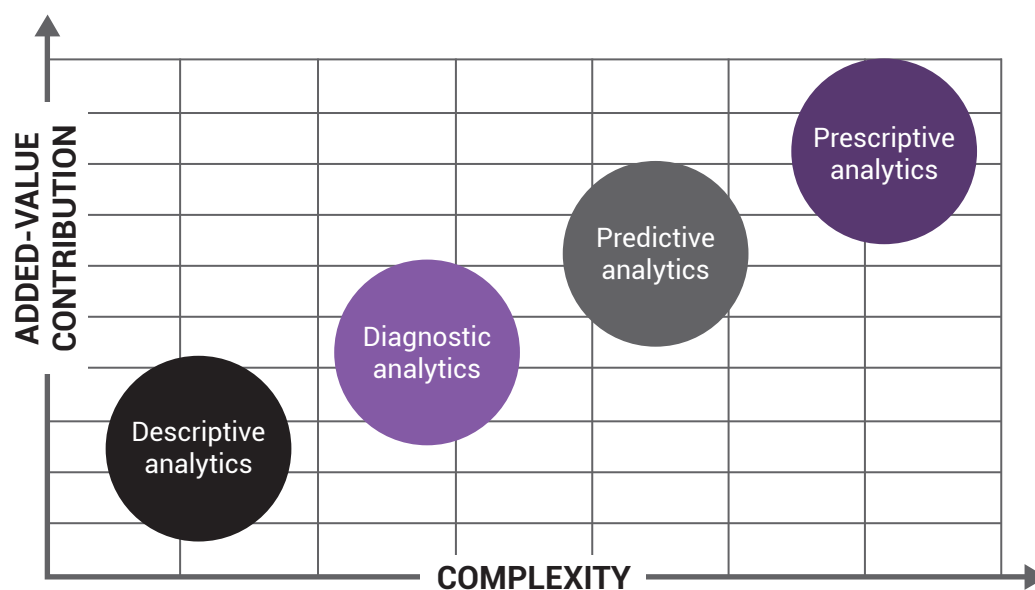 ADDED-VALUE
CONTRIBUTION
Prescriptive
analytics
Predictive
analytics
Diagnostic
analytics
Descriptive
analytics
COMPLEXITY